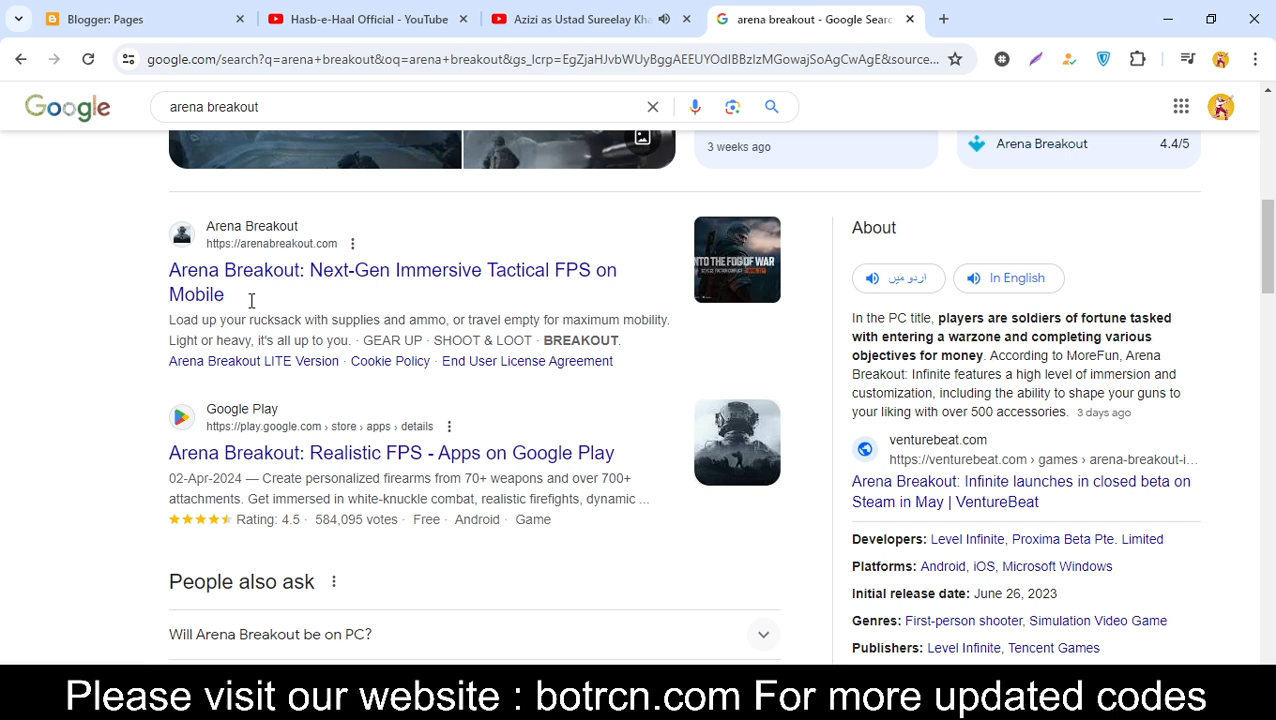 Blogger: Pages
Hasb-e-Haal Official - YouTube
Azizi as Ustad Sureelay Kha
arena breakout - Google Searc
google.com/search?q=arena+breakout&oq=arena+breakout&gs_lcrp=EgZjaHJvbWUyBggAEEUYOdIBBzIzMGowajSoAgCwAgE&source...
Google
arena breakout
3 weeks ago
Arena Breakout
4.4/5
Arena Breakout
https://arenabreakout.com
Arena Breakout: Next-Gen Immersive Tactical FPS on
Mobile
Load up your rucksack with supplies and ammo, or travel empty for maximum mobility.
Light or heavy, it's all up to you. · GEAR UP · SHOOT & LOOT · BREAKOUT.
Arena Breakout LITE Version · Cookie Policy · End User License Agreement
INTO THE FOG OF WAR
Google Play
https://play.google.com › store › apps › details
Arena Breakout: Realistic FPS - Apps on Google Play
02-Apr-2024 — Create personalized firearms from 70+ weapons and over 700+
attachments. Get immersed in white-knuckle combat, realistic firefights, dynamic ...
Rating: 4.5 · 584,095 votes · Free · Android · Game
People also ask
Will Arena Breakout be on PC?
About
اردو میں
In English
In the PC title, players are soldiers of fortune tasked
with entering a warzone and completing various
objectives for money. According to MoreFun, Arena
Breakout: Infinite features a high level of immersion and
customization, including the ability to shape your guns to
your liking with over 500 accessories. 3 days ago
venturebeat.com
https://venturebeat.com › games › arena-breakout-i...
Arena Breakout: Infinite launches in closed beta on
Steam in May | VentureBeat
Developers: Level Infinite, Proxima Beta Pte. Limited
Platforms: Android, iOS, Microsoft Windows
Initial release date: June 26, 2023
Genres: First-person shooter, Simulation Video Game
Publishers: Level Infinite, Tencent Games
Please visit our website : botrcn.com For more updated codes